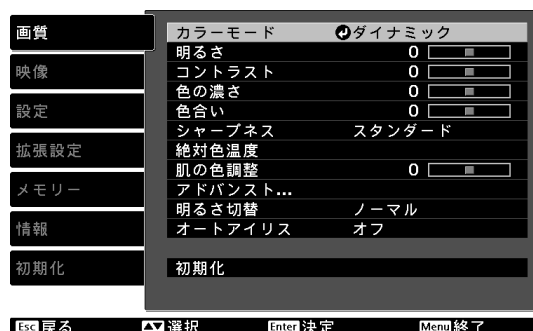 画質
映像
設定
拡張設定
メモリー
情報
初期化
カラーモード ダイナミック
明るさ 0
コントラスト 0
色の濃さ 0
色合い 0
シャープネス スタンダード
絶対色温度
肌の色調整 0
アドバンスト...
明るさ切替 ノーマル
オートアイリス オフ
初期化
Esc 戻る 選択 Enter 決定 Menu 終了